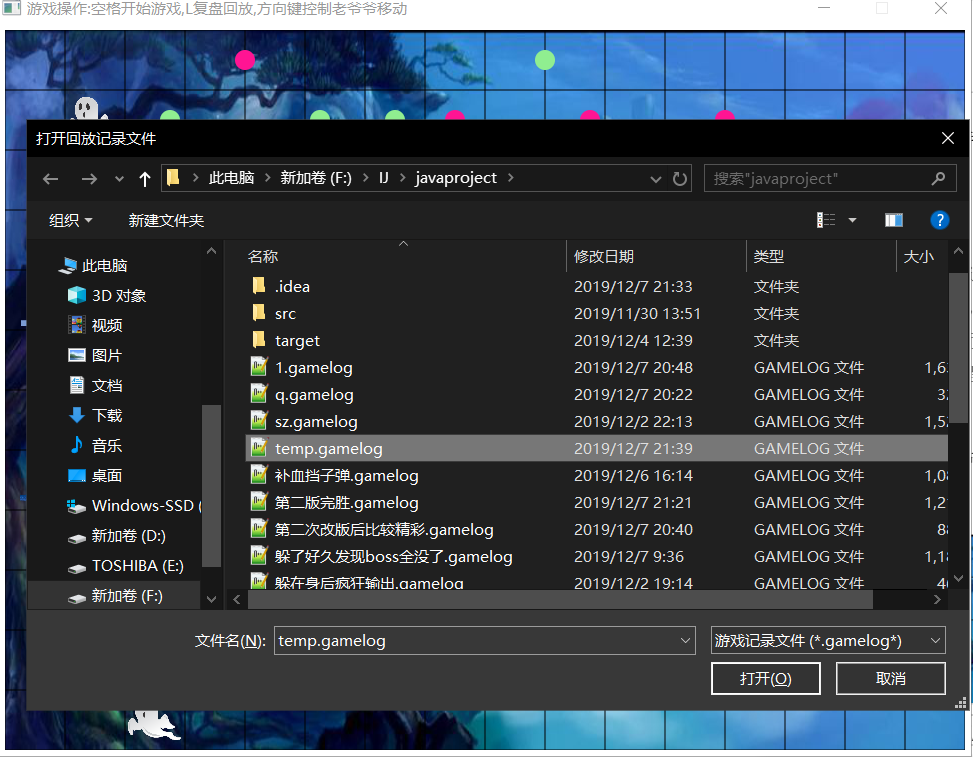 游戏操作:空格开始游戏,L复盘回放,方向键控制老爷爷移动
打开回放记录文件
此电脑 > 新加卷 (F:) > IJ > javaproject >
搜索"javaproject"
组织 新建文件夹
名称 修改日期 类型 大小
此电脑
3D 对象
视频
图片
文档
下载
音乐
桌面
Windows-SSD (
新加卷 (D:)
TOSHIBA (E:)
新加卷 (F:)
.idea 2019/12/7 21:33 文件夹
src 2019/11/30 13:51 文件夹
target 2019/12/4 12:39 文件夹
1.gamelog 2019/12/7 20:48 GAMELOG 文件 1,6
q.gamelog 2019/12/7 20:22 GAMELOG 文件 3
sz.gamelog 2019/12/2 22:13 GAMELOG 文件 1,5
temp.gamelog 2019/12/7 21:39 GAMELOG 文件
补血挡子弹.gamelog 2019/12/6 16:14 GAMELOG 文件 1,0
第二版完胜.gamelog 2019/12/7 21:21 GAMELOG 文件 1,2
第二次改版后比较精彩.gamelog 2019/12/7 20:40 GAMELOG 文件 8
躲了好久发现boss全没了.gamelog 2019/12/7 9:36 GAMELOG 文件 1,1
躲在身后疯狂输出.gamelog 2019/12/2 19:14 GAMELOG 文件 4
文件名(N): temp.gamelog 游戏记录文件 (*.gamelog*)
打开(O) 取消